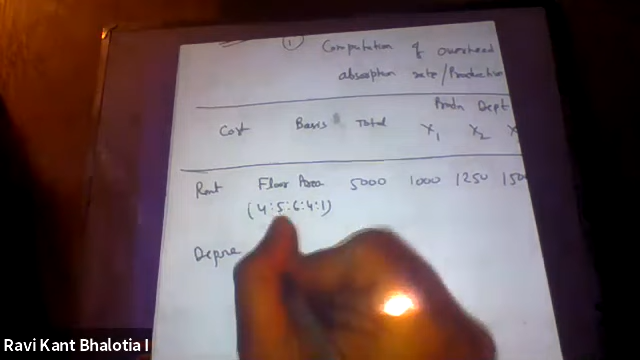 ① Computation of overhead
absorption rate/Productive
Prodn Dept
Cost Basis Total X1 X2 X
Rent Floor Area 5000 1000 1250 150
(4:5:6:4:1)
Depre
Ravi Kant Bhalotia I